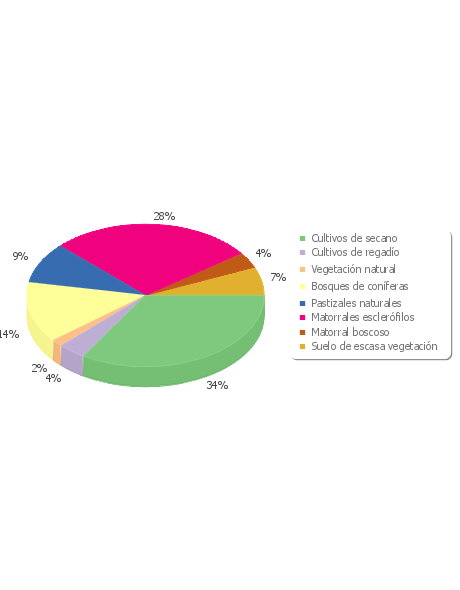 28%
4%
9%
7%
14%
2%
4%
34%
Cultivos de secano
Cultivos de regadío
Vegetación natural
Bosques de coníferas
Pastizales naturales
Matorrales esclerófilos
Matorral boscoso
Suelo de escasa vegetación